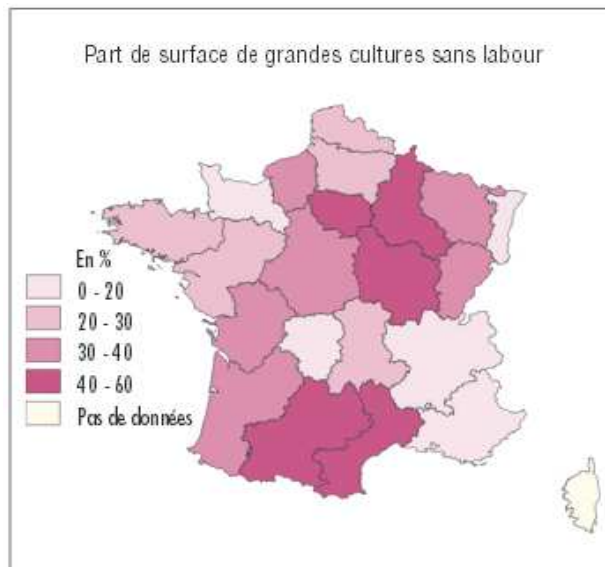 Part de surface de grandes cultures sans labour
En %
0 - 20
20 - 30
30 - 40
40 - 60
Pas de données